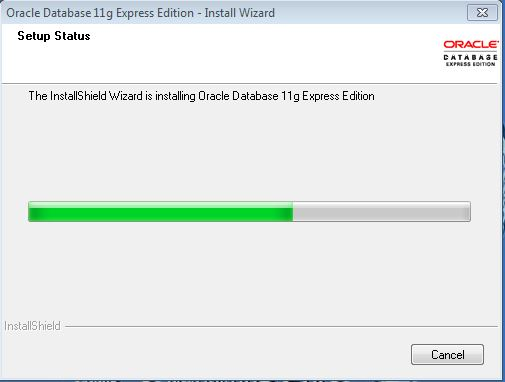 Oracle Database 11g Express Edition - Install Wizard
Setup Status
ORACLE
DATABASE
EXPRESS EDITION
The InstallShield Wizard is installing Oracle Database 11g Express Edition
InstallShield
Cancel